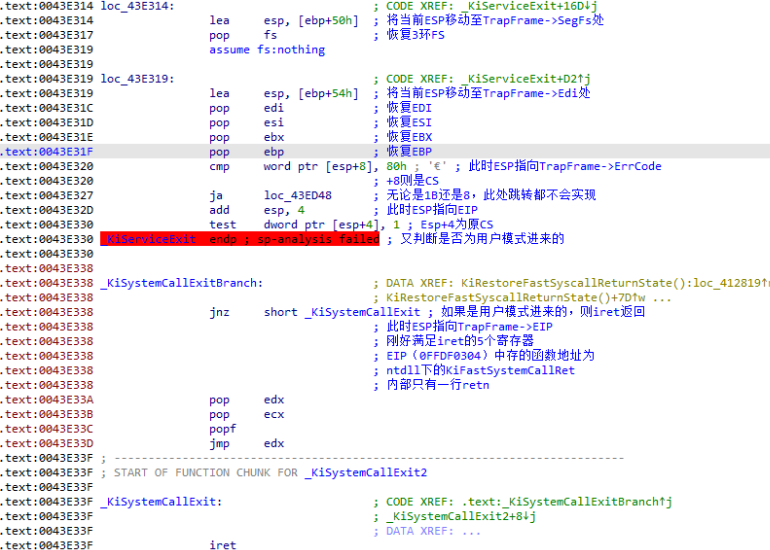 .text:0043E314 loc_43E314: ; CODE XREF: _KiServiceExit+16D↓j
.text:0043E314 lea esp, [ebp+50h] ; 将当前ESP移动至TrapFrame->SegFs处
.text:0043E317 pop fs ; 恢复3环FS
.text:0043E319 assume fs:nothing
.text:0043E319
.text:0043E319 loc_43E319: ; CODE XREF: _KiServiceExit+D2↑j
.text:0043E319 lea esp, [ebp+54h] ; 将当前ESP移动至TrapFrame->Edi处
.text:0043E31C pop edi ; 恢复EDI
.text:0043E31D pop esi ; 恢复ESI
.text:0043E31E pop ebx ; 恢复EBX
.text:0043E31F pop ebp ; 恢复EBP
.text:0043E320 cmp word ptr [esp+8], 80h ; '€' ; 此时ESP指向TrapFrame->ErrCode
.text:0043E320 ; +8则是CS
.text:0043E327 ja loc_43ED48 ; 无论是1B还是8，此处跳转都不会实现
.text:0043E32D add esp, 4 ; 此时ESP指向EIP
.text:0043E330 test dword ptr [esp+4], 1 ; Esp+4为原CS
.text:0043E330 _KiServiceExit endp ; sp-analysis failed ; 又判断是否为用户模式进来的
.text:0043E330
.text:0043E338
.text:0043E338 _KiSystemCallExitBranch: ; DATA XREF: KiRestoreFastSyscallReturnState():loc_412819↑r
.text:0043E338 ; KiRestoreFastSyscallReturnState()+7D↑w ...
.text:0043E338 jnz short _KiSystemCallExit ; 如果是用户模式进来的，则iret返回
.text:0043E338 ; 此时ESP指向TrapFrame->EIP
.text:0043E338 ; 刚好满足iret的5个寄存器
.text:0043E338 ; EIP（0FFDF0304）中存的函数地址为
.text:0043E338 ; ntdll下的KiFastSystemCallRet
.text:0043E338 ; 内部只有一行retn
.text:0043E33A pop edx
.text:0043E33B pop ecx
.text:0043E33C popf
.text:0043E33D jmp edx
.text:0043E33F ; ---------------------------------------------------------------------------
.text:0043E33F ; START OF FUNCTION CHUNK FOR _KiSystemCallExit2
.text:0043E33F
.text:0043E33F _KiSystemCallExit: ; CODE XREF: .text:_KiSystemCallExitBranch↑j
.text:0043E33F ; _KiSystemCallExit2+8↓j
.text:0043E33F ; DATA XREF: ...
.text:0043E33F iret